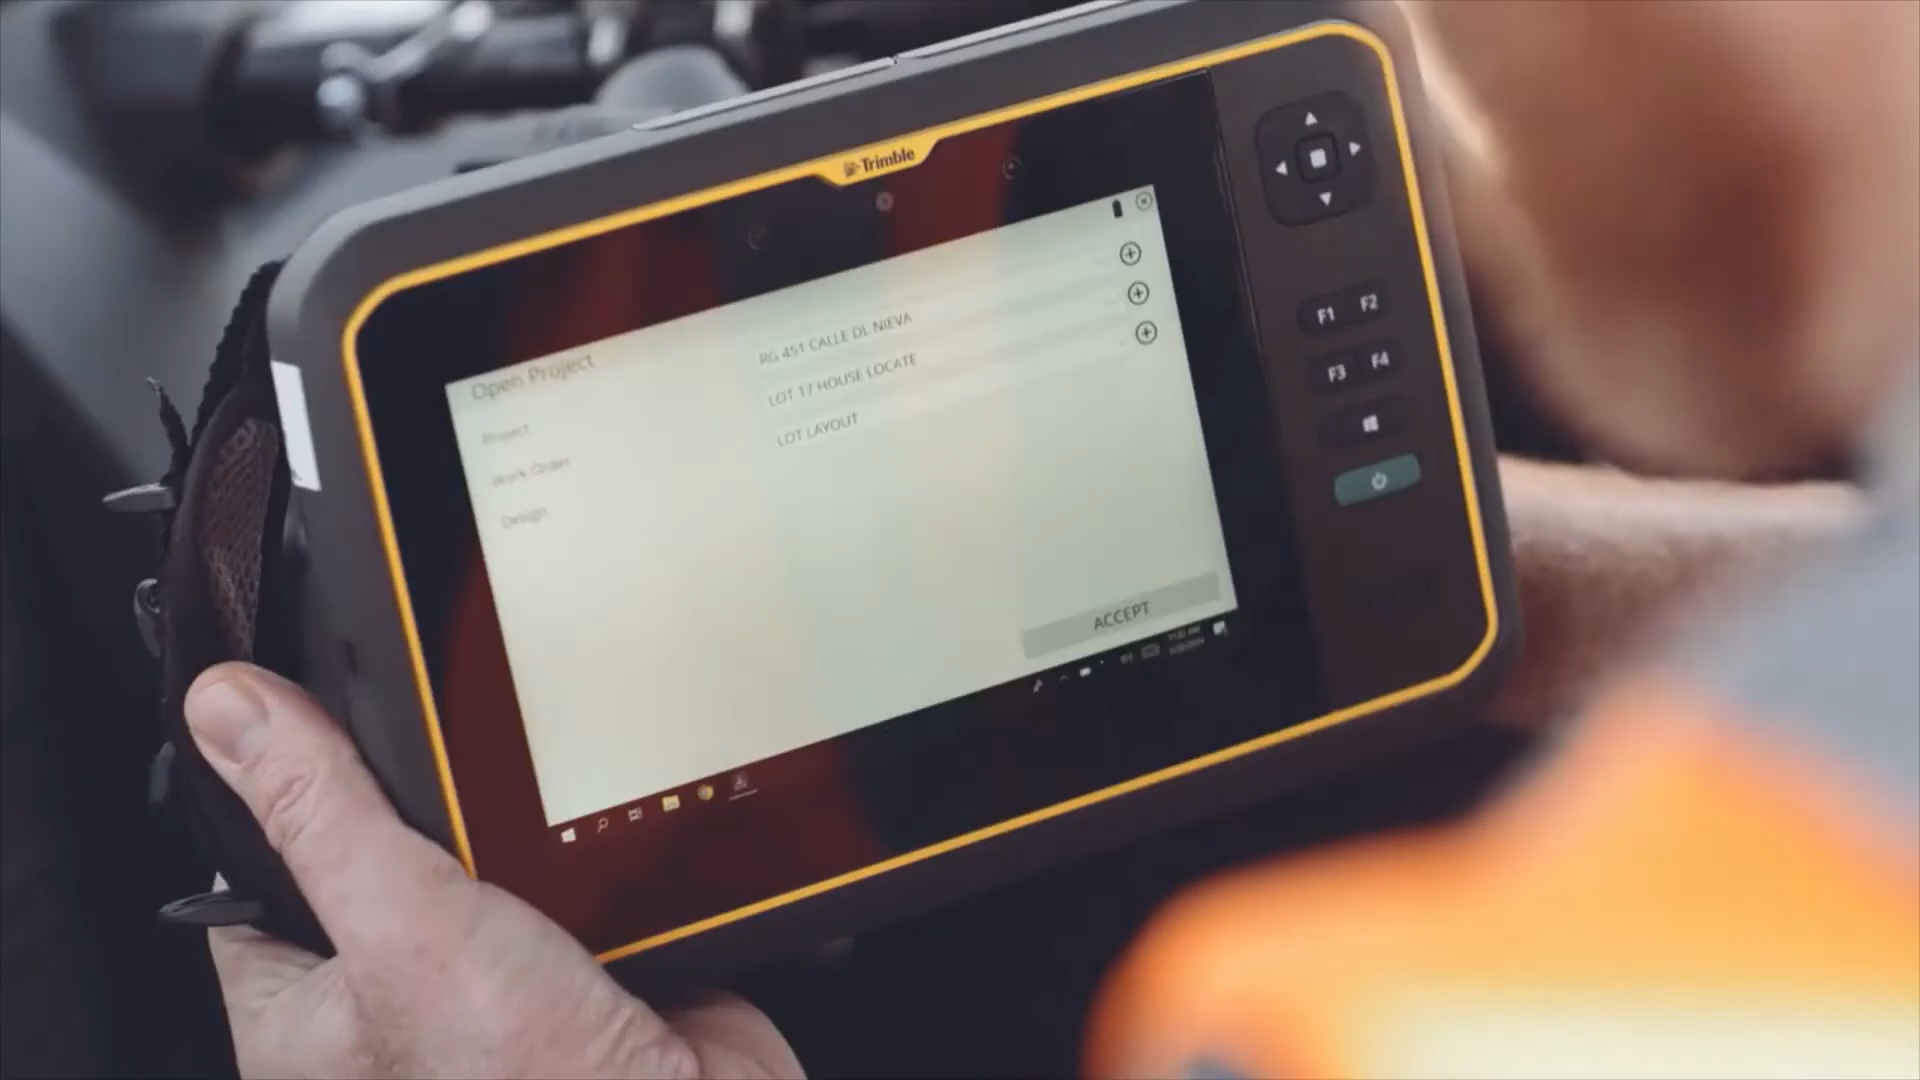 Trimble
Open Project
Project
RG 451 CALLE DL NIEVA
Work Order
LOT 17 HOUSE LOCATE
Design
LOT LAYOUT
ACCEPT
F1 F2
F3 F4